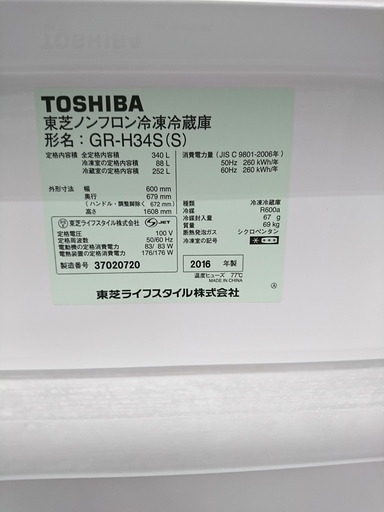 TOSHIBA
東芝ノンフロン冷凍冷蔵庫
形名：GR-H34S(S)
定格内容積 全定格内容積 340 L
冷凍室の定格内容積 88 L
冷蔵室の定格内容積 252 L
消費電力量 (JIS C 9801-2006年)
50Hz 260 kWh/年
60Hz 260 kWh/年
外形寸法 幅 600 mm
奥行 679 mm
(ハンドル・調整脚除く 672 mm)
高さ 1608 mm
種類 冷凍冷蔵庫
冷媒 R600a
冷媒封入量 67 g
質量 69 kg
断熱発泡ガス シクロペンタン
冷凍室の記号
東芝ライフスタイル株式会社 S-JET
定格電圧 100 V
定格周波数 50/60 Hz
電動機の定格消費電力 83/ 83 W
電熱装置の定格消費電力 176/176 W
製造番号 37020720
2016 年製
温度ヒューズ 77℃
MADE IN CHINA
東芝ライフスタイル株式会社
A